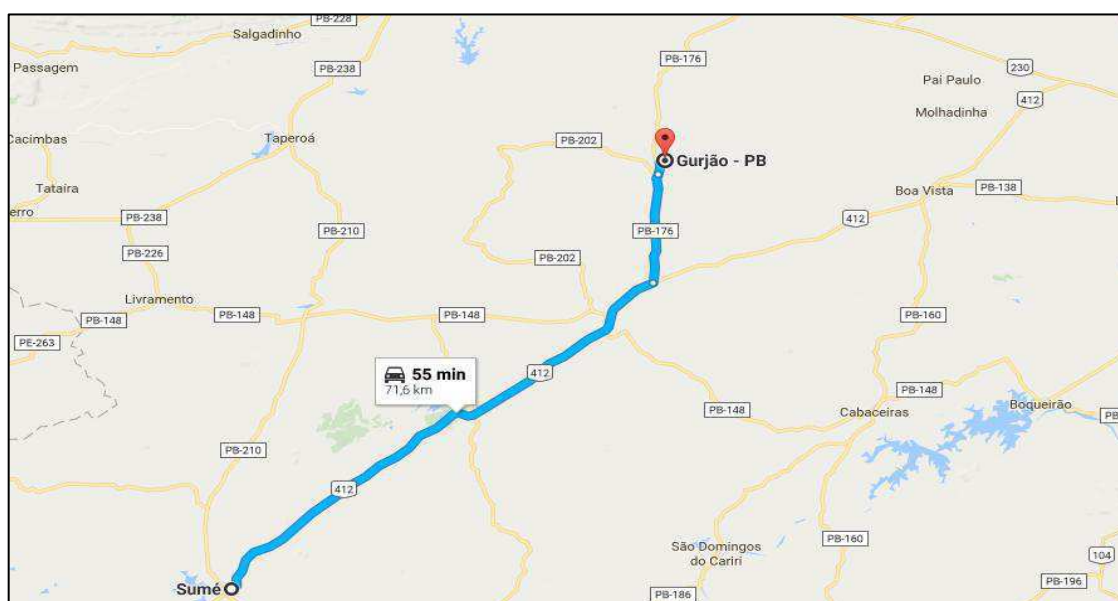 PB-228
Salgadinho
PB-176
Passagem
PB-238
230
Pai Paulo
412
Molhadinha
Cacimbas
Taperoá
PB-202
Gurjão - PB
Tataíra
PB-138
Boa Vista
erro
PB-238
412
PB-210
PB-176
PB-226
PB-202
Livramento
PB-148
PB-148
PB-148
PB-160
PE-263
55 min
71,6 km
412
PB-148
PB-148
Cabaceiras
Boqueirão
PB-210
412
PB-160
São Domingos
do Cariri
104
PB-196
Sumé
PB-186